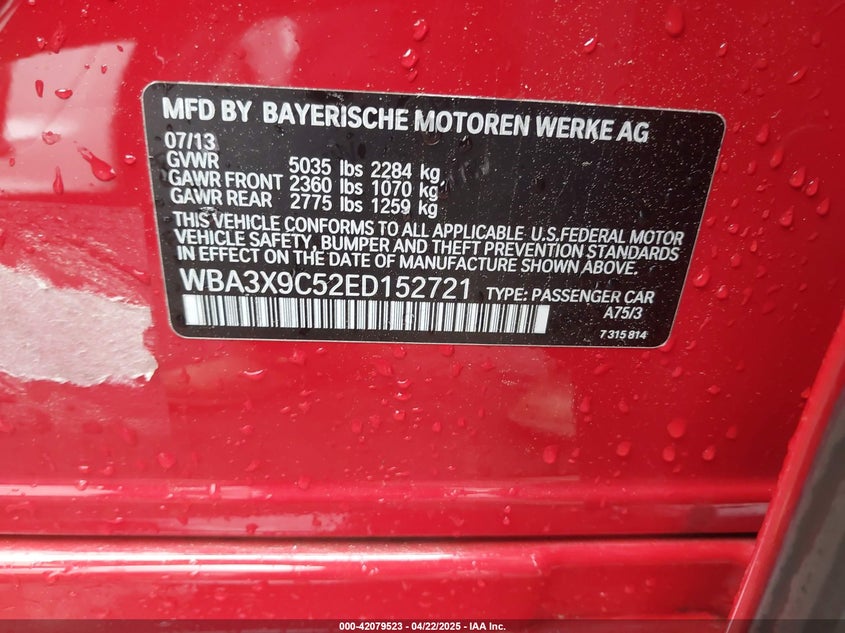 MFD BY BAYERISCHE MOTOREN WERKE AG
07/13
GVWR 5035 lbs 2284 kg
GAWR FRONT 2360 lbs 1070 kg
GAWR REAR 2775 lbs 1259 kg
THIS VEHICLE CONFORMS TO ALL APPLICABLE U.S.FEDERAL MOTOR
VEHICLE SAFETY, BUMPER AND THEFT PREVENTION STANDARDS
IN EFFECT ON THE DATE OF MANUFACTURE SHOWN ABOVE.
WBA3X9C52ED152721 TYPE: PASSENGER CAR
A75/3
7315814
000-42079523 - 04/22/2025 - IAA Inc.